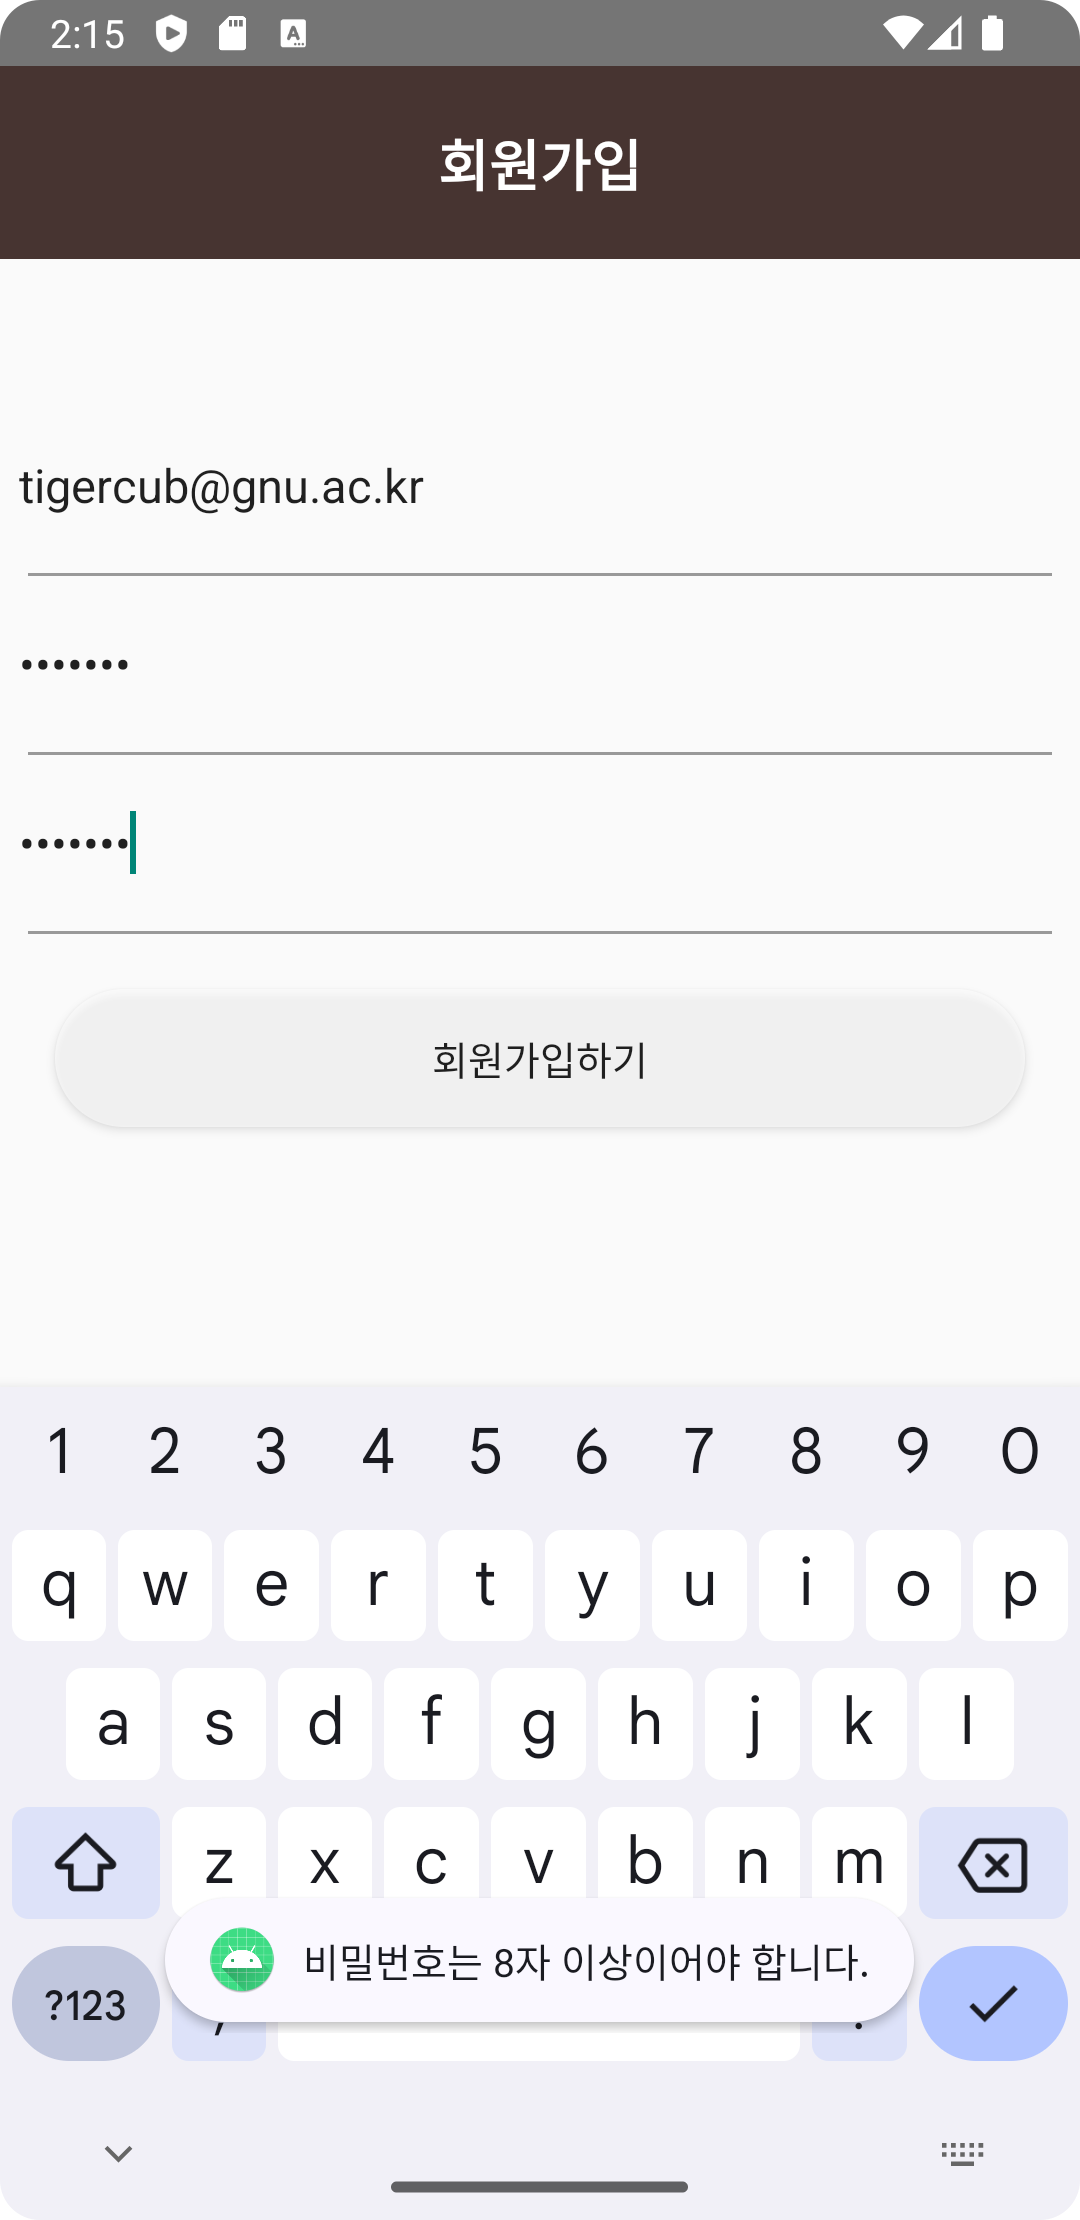 2:15
회원가입
tigercub@gnu.ac.kr
•••••••
•••••••
회원가입하기
1 2 3 4 5 6 7 8 9 0
q w e r t y u i o p
a s d f g h j k l
z x c v b n m
비밀번호는 8자 이상이어야 합니다.
?123 , .